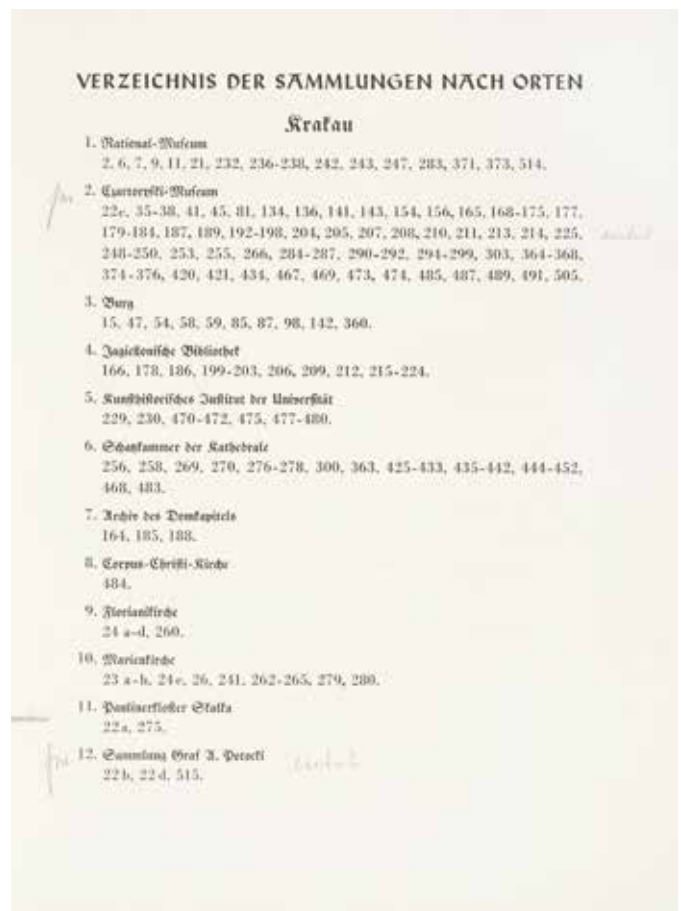 VERZEICHNIS DER SAMMLUNGEN NACH ORTEN
Krakau
1. National-Museum
2, 6, 7, 9, 11, 21, 232, 236-238, 242, 243, 247, 283, 371, 373, 514.
2. Czartoryski-Museum
22c, 35-38, 41, 45, 81, 134, 136, 141, 143, 154, 156, 165, 168-175, 177,
179-184, 187, 189, 192-198, 204, 205, 207, 208, 210, 211, 213, 214, 225,
248-250, 253, 255, 266, 284-287, 290-292, 294-299, 303, 364-368,
374-376, 420, 421, 434, 467, 469, 473, 474, 485, 487, 489, 491, 505.
3. Burg
15, 47, 54, 58, 59, 85, 87, 98, 142, 360.
4. Jagiellonische Bibliothek
166, 178, 186, 199-203, 206, 209, 212, 215-224.
5. Kunsthistorisches Institut der Universität
229, 230, 470-472, 475, 477-480.
6. Schatzkammer der Kathedrale
256, 258, 269, 270, 276-278, 300, 363, 425-433, 435-442, 444-452,
468, 483.
7. Archiv des Domkapitels
164, 185, 188.
8. Corpus-Christi-Kirche
484.
9. Florianikirche
24 a-d, 260.
10. Marienkirche
23 a-b, 24e, 26, 241, 262-265, 279, 280.
11. Paulinerkloster Skalka
22a, 275.
12. Sammlung Graf A. Potocki
22b, 22d, 515.